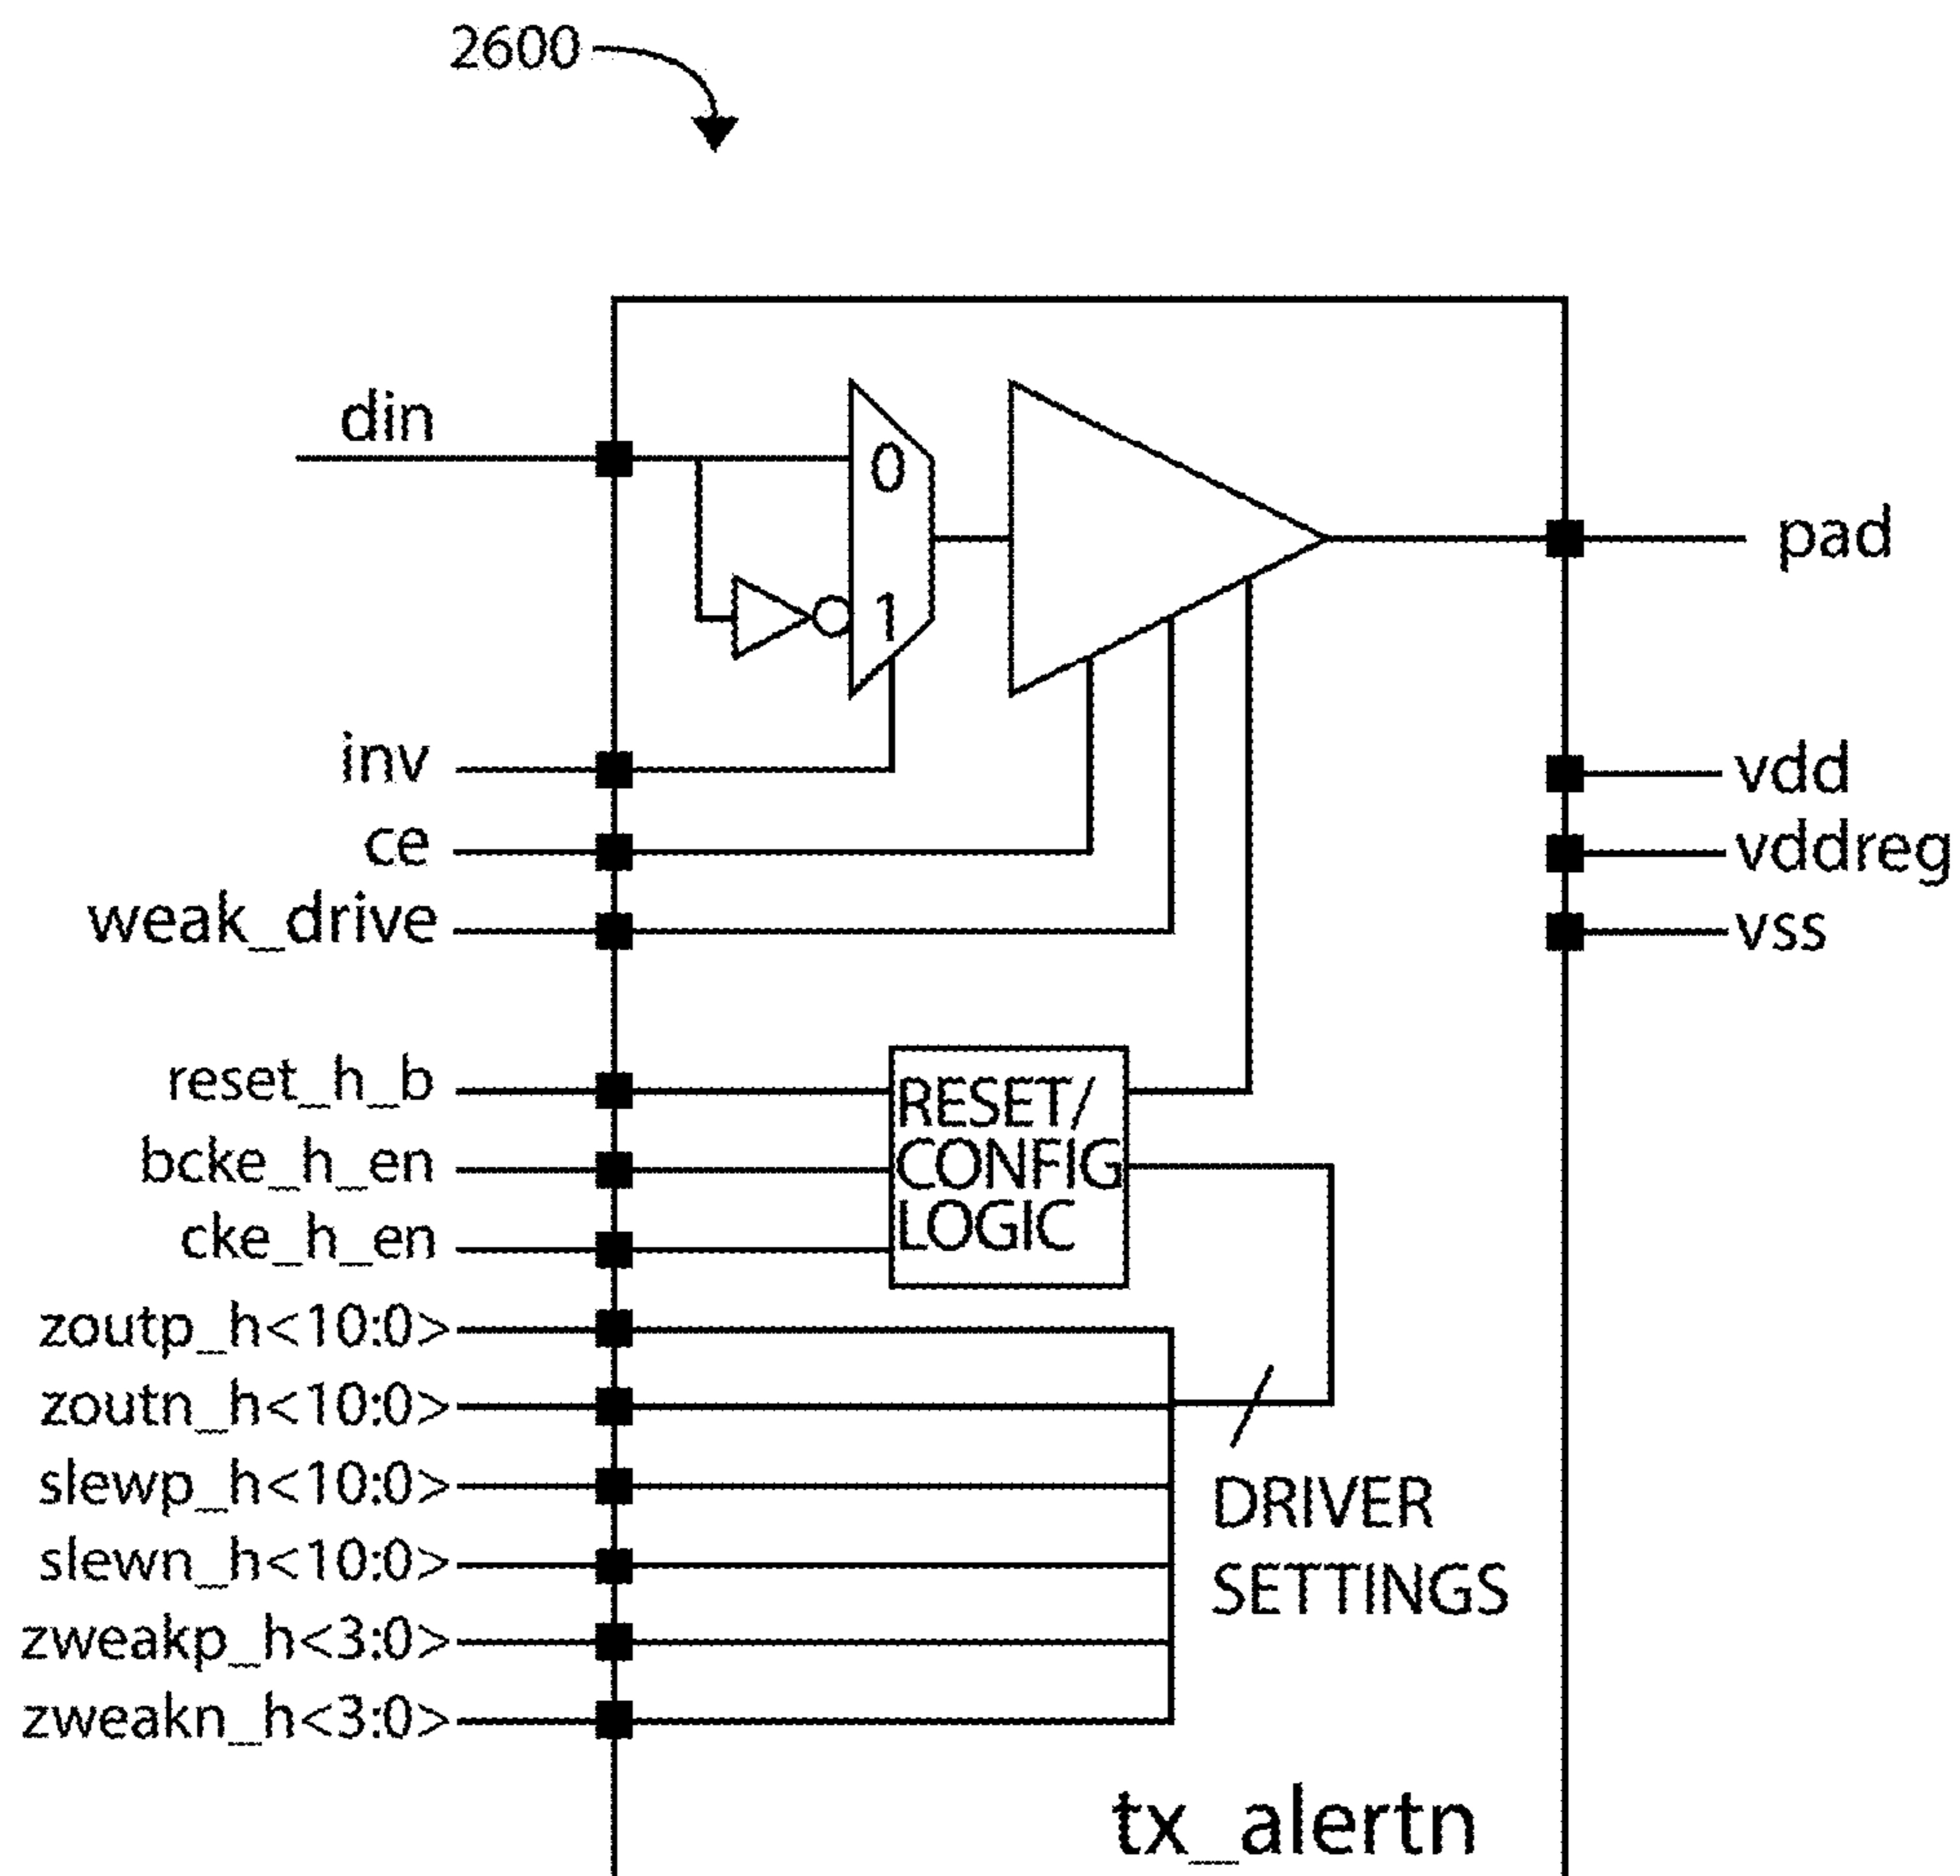 2600
din
0
1
pad
inv
ce
weak_drive
vdd
vddreg
vss
reset_h_b
bcke_h_en
cke_h_en
RESET/
CONFIG
LOGIC
zoutp_h<10:0>
zoutn_h<10:0>
slewp_h<10:0>
slewn_h<10:0>
zweakp_h<3:0>
zweakn_h<3:0>
DRIVER
SETTINGS
tx_alertn